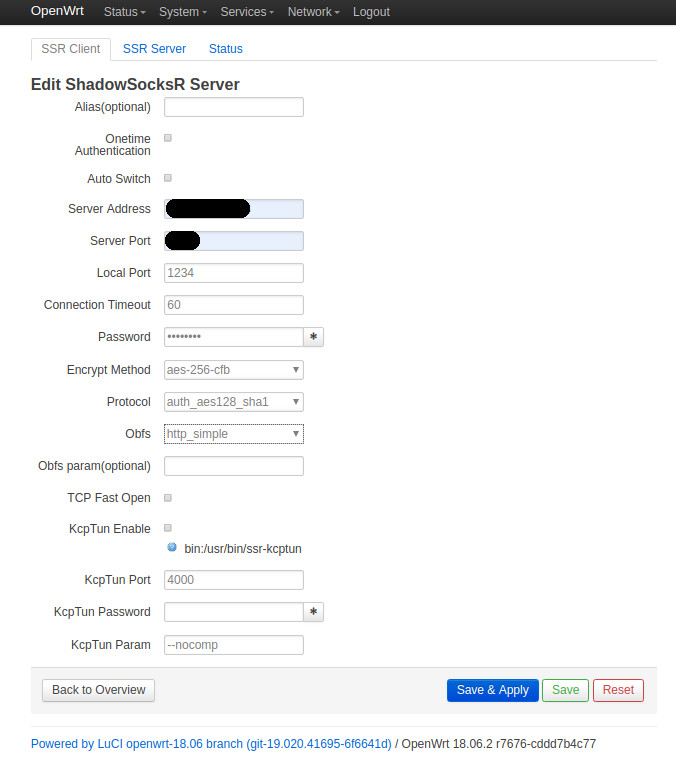 OpenWrt Status System Services Network Logout
SSR Client SSR Server Status
Edit ShadowSocksR Server
Alias(optional)
Onetime
Authentication
Auto Switch
Server Address
Server Port
Local Port 1234
Connection Timeout 60
Password •••••••• *
Encrypt Method aes-256-cfb
Protocol auth_aes128_sha1
Obfs http_simple
Obfs param(optional)
TCP Fast Open
KcpTun Enable
bin:/usr/bin/ssr-kcptun
KcpTun Port 4000
KcpTun Password *
KcpTun Param --nocomp
Back to Overview Save & Apply Save Reset
Powered by LuCI openwrt-18.06 branch (git-19.020.41695-6f6641d) / OpenWrt 18.06.2 r7676-cddd7b4c77